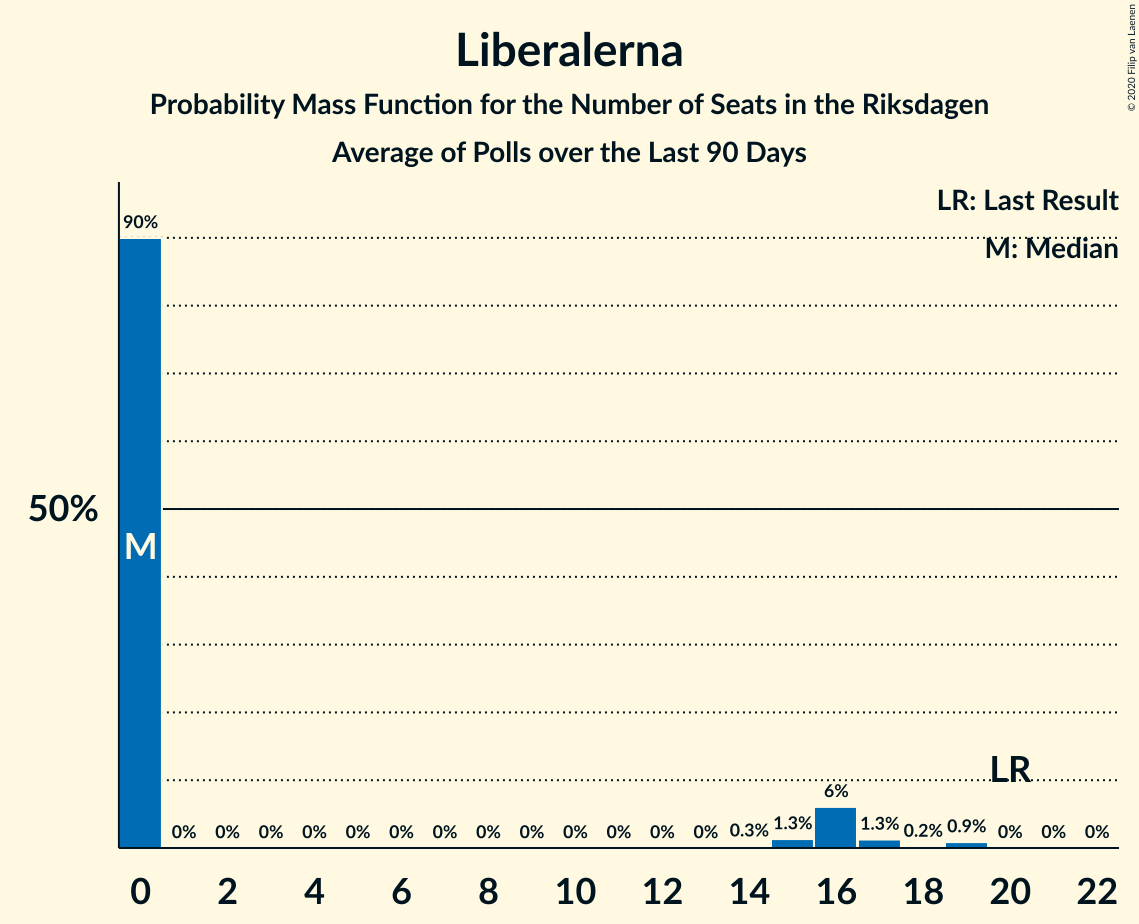 Liberalerna
Probability Mass Function for the Number of Seats in the Riksdagen
Average of Polls over the Last 90 Days
© 2020 Filip van Laenen
LR: Last Result
M: Median
90%
50%
M
LR
0% 0% 0% 0% 0% 0% 0% 0% 0% 0% 0% 0% 0% 0.3% 1.3% 6% 1.3% 0.2% 0.9% 0% 0% 0%
0 2 4 6 8 10 12 14 16 18 20 22